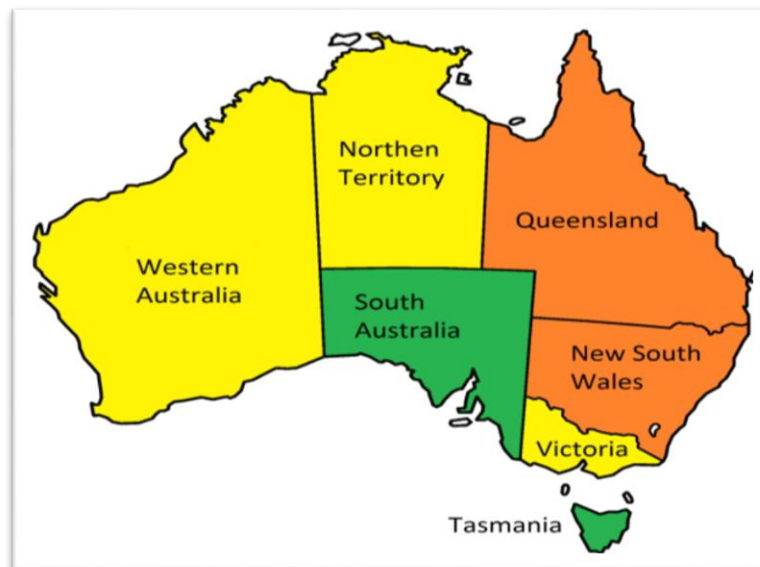 Northen
Territory
Queensland
Western
Australia
South
Australia
New South
Wales
Victoria
Tasmania